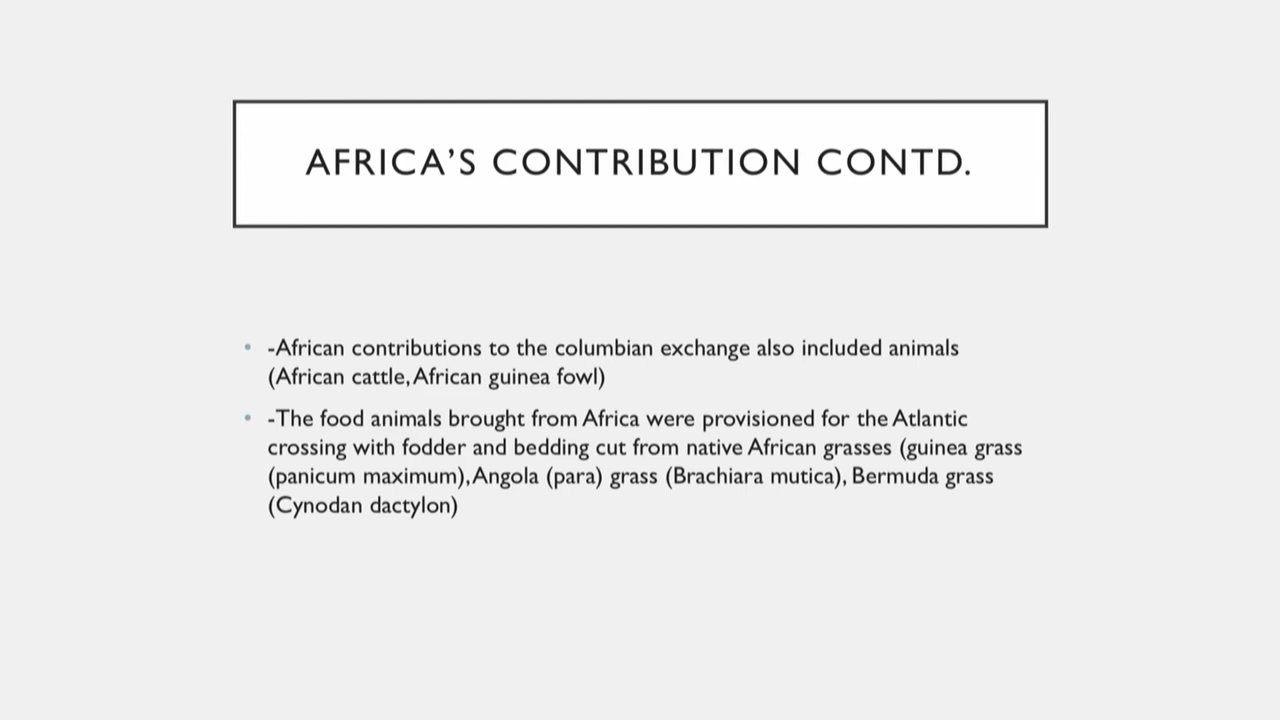 AFRICA'S CONTRIBUTION CONTD.
• -African contributions to the columbian exchange also included animals
(African cattle, African guinea fowl)
• -The food animals brought from Africa were provisioned for the Atlantic
crossing with fodder and bedding cut from native African grasses (guinea grass
(panicum maximum), Angola (para) grass (Brachiara mutica), Bermuda grass
(Cynodan dactylon)